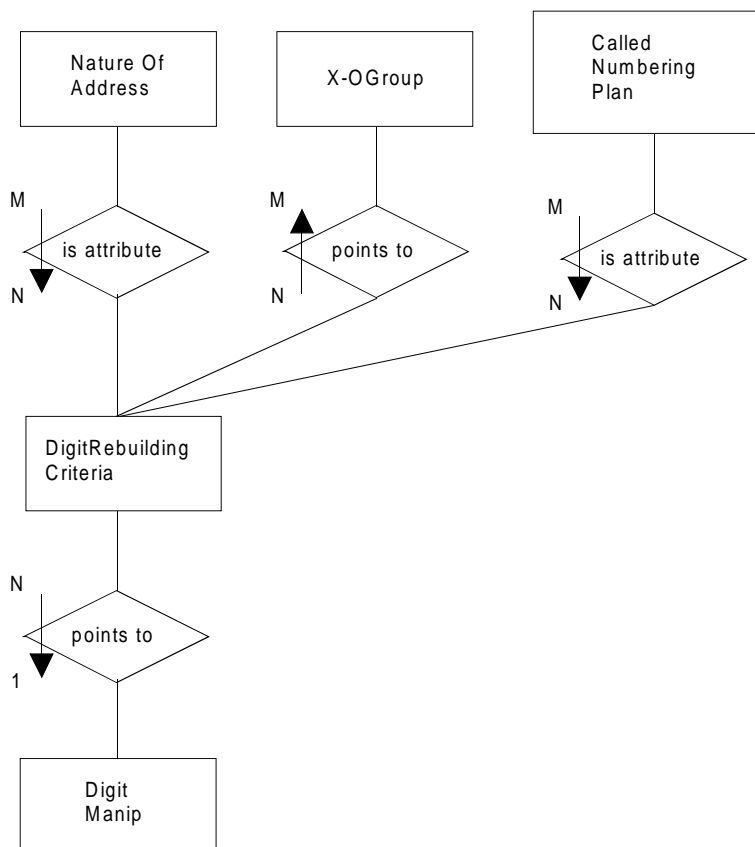 Nature Of
Address
X-OGroup
Called
Numbering
Plan
M
is attribute
N
M
points to
N
M
is attribute
N
DigitRebuilding
Criteria
N
points to
1
Digit
Manip